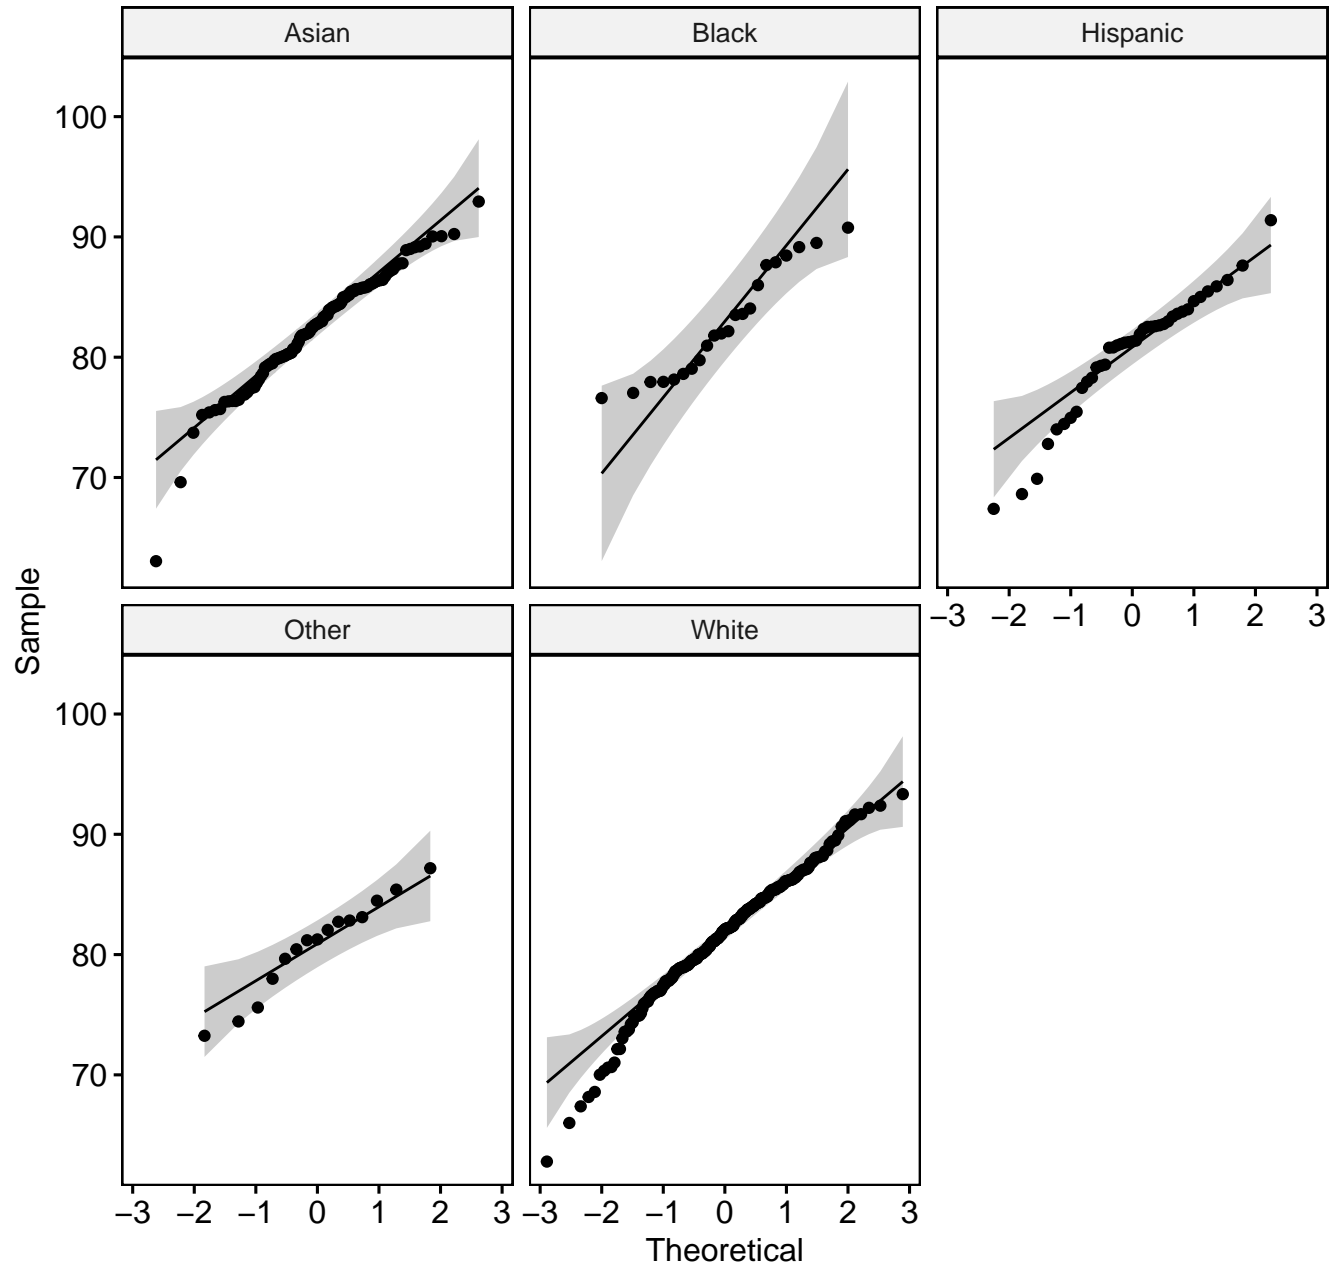 Asian Black Hispanic
100
90
80
70
−3 −2 −1 0 1 2 3
Sample
Other White
100
90
80
70
−3 −2 −1 0 1 2 3 −3 −2 −1 0 1 2 3
Theoretical